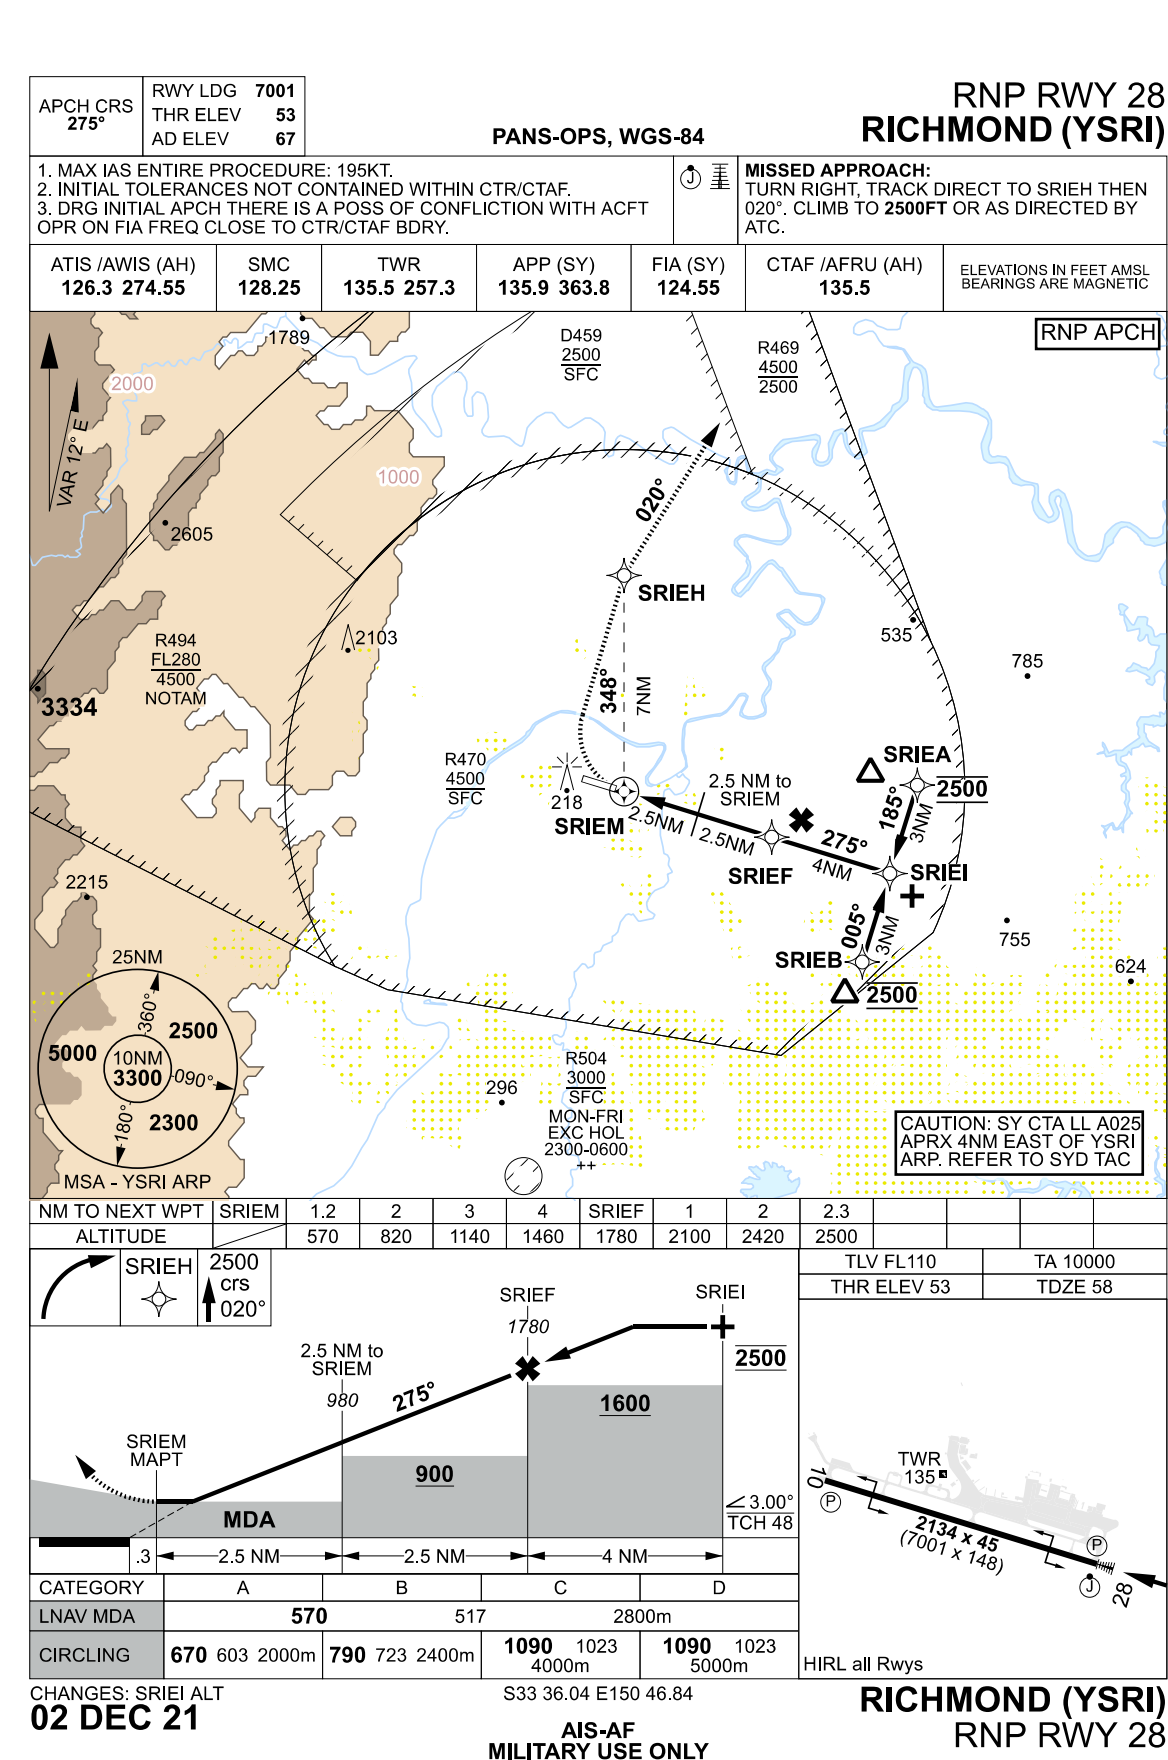 APCH CRS
275°
RWY LDG 7001
THR ELEV 53
AD ELEV 67
PANS-OPS, WGS-84
RNP RWY 28
RICHMOND (YSRI)
1. MAX IAS ENTIRE PROCEDURE: 195KT.
2. INITIAL TOLERANCES NOT CONTAINED WITHIN CTR/CTAF.
3. DRG INITIAL APCH THERE IS A POSS OF CONFLICTION WITH ACFT
OPR ON FIA FREQ CLOSE TO CTR/CTAF BDRY.
J
MISSED APPROACH:
TURN RIGHT, TRACK DIRECT TO SRIEH THEN
020°. CLIMB TO 2500FT OR AS DIRECTED BY
ATC.
ATIS /AWIS (AH)
126.3 274.55
SMC
128.25
TWR
135.5 257.3
APP (SY)
135.9 363.8
FIA (SY)
124.55
CTAF /AFRU (AH)
135.5
ELEVATIONS IN FEET AMSL
BEARINGS ARE MAGNETIC
RNP APCH
VAR 12° E
1789
2000
D459
2500
SFC
R469
4500
2500
1000
2605
020°
SRIEH
2103
535
785
R494
FL280
4500
NOTAM
3334
348°
7NM
R470
4500
SFC
218
SRIEM
2.5 NM to
SRIEM
2.5NM
2.5NM
SRIEF
275°
4NM
SRIEA
2500
185°
3NM
SRIEI
005°
3NM
SRIEB
2500
2215
755
624
25NM
360°
2500
5000
10NM
3300
090°
180°
2300
MSA - YSRI ARP
296
R504
3000
SFC
MON-FRI
EXC HOL
2300-0600
++
CAUTION: SY CTA LL A025
APRX 4NM EAST OF YSRI
ARP. REFER TO SYD TAC
NM TO NEXT WPT SRIEM 1.2 2 3 4 SRIEF 1 2 2.3
ALTITUDE 570 820 1140 1460 1780 2100 2420 2500
SRIEH
2500
crs
020°
SRIEF
1780
SRIEI
2500
2.5 NM to
SRIEM
980
275°
1600
SRIEM
MAPT
900
MDA
3.00°
TCH 48
.3
2.5 NM
2.5 NM
4 NM
TLV FL110
TA 10000
THR ELEV 53
TDZE 58
TWR
135
10
P
2134 x 45
(7001 x 148)
P
J
28
HIRL all Rwys
CATEGORY A B C D
LNAV MDA 570 517 2800m
CIRCLING 670 603 2000m 790 723 2400m 1090 1023 4000m 1090 1023 5000m
CHANGES: SRIEI ALT
02 DEC 21
S33 36.04 E150 46.84
AIS-AF
MILITARY USE ONLY
RICHMOND (YSRI)
RNP RWY 28